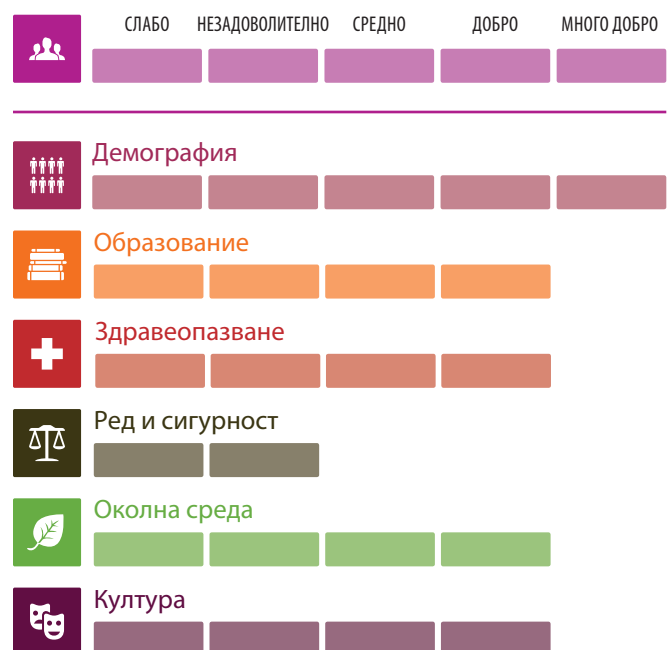 СЛАБО НЕЗАДОВОЛИТЕЛНО СРЕДНО ДОБРО МНОГО ДОБРО
Демография
Образование
Здравеопазване
Ред и сигурност
Околна среда
Култура